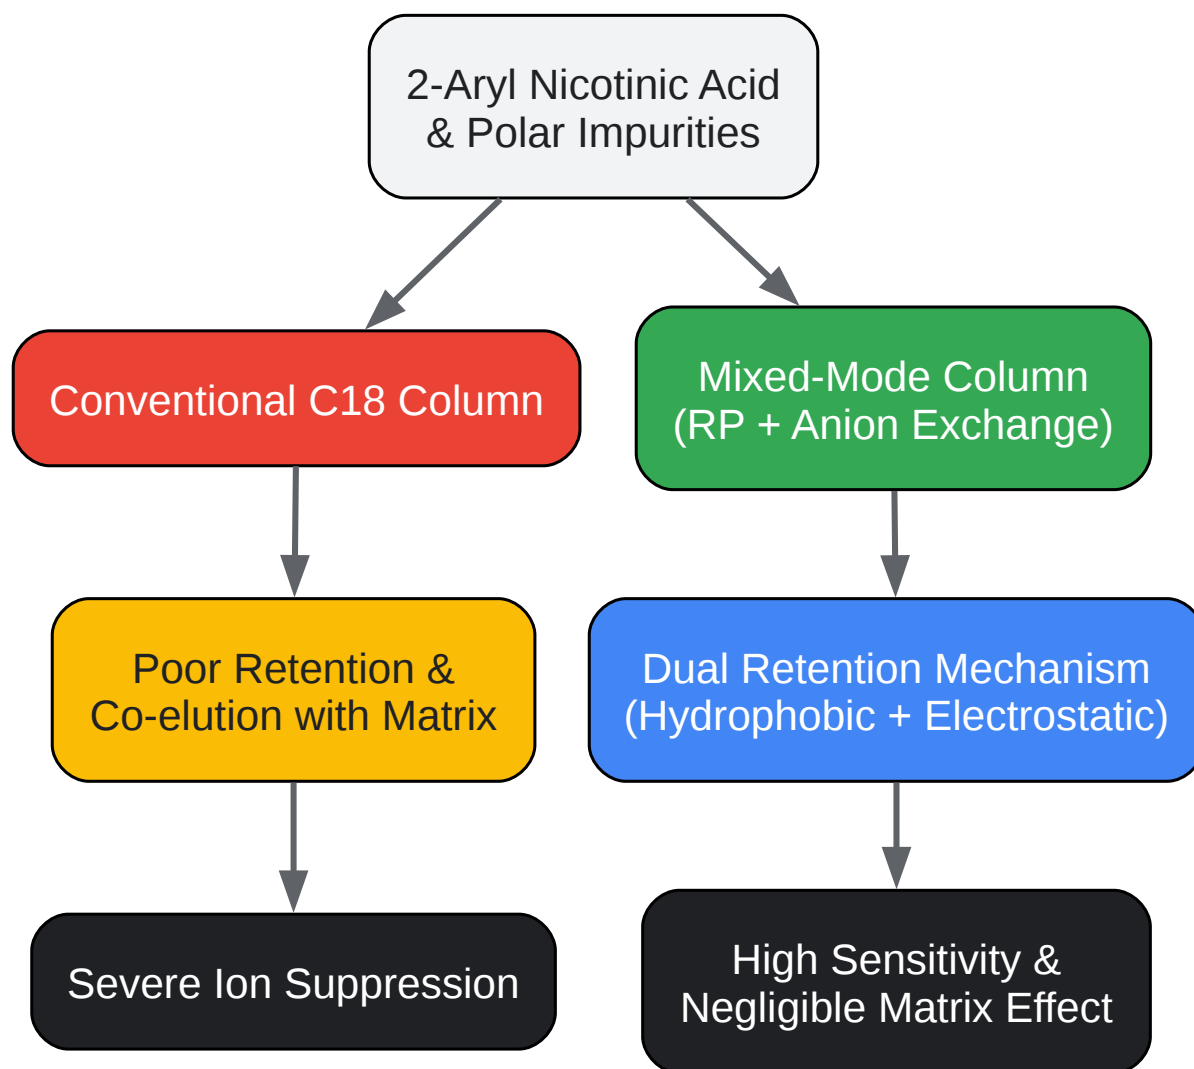 2-Aryl Nicotinic Acid
& Polar Impurities
Conventional C18 Column
Mixed-Mode Column
(RP + Anion Exchange)
Poor Retention &
Co-elution with Matrix
Dual Retention Mechanism
(Hydrophobic + Electrostatic)
Severe Ion Suppression
High Sensitivity &
Negligible Matrix Effect